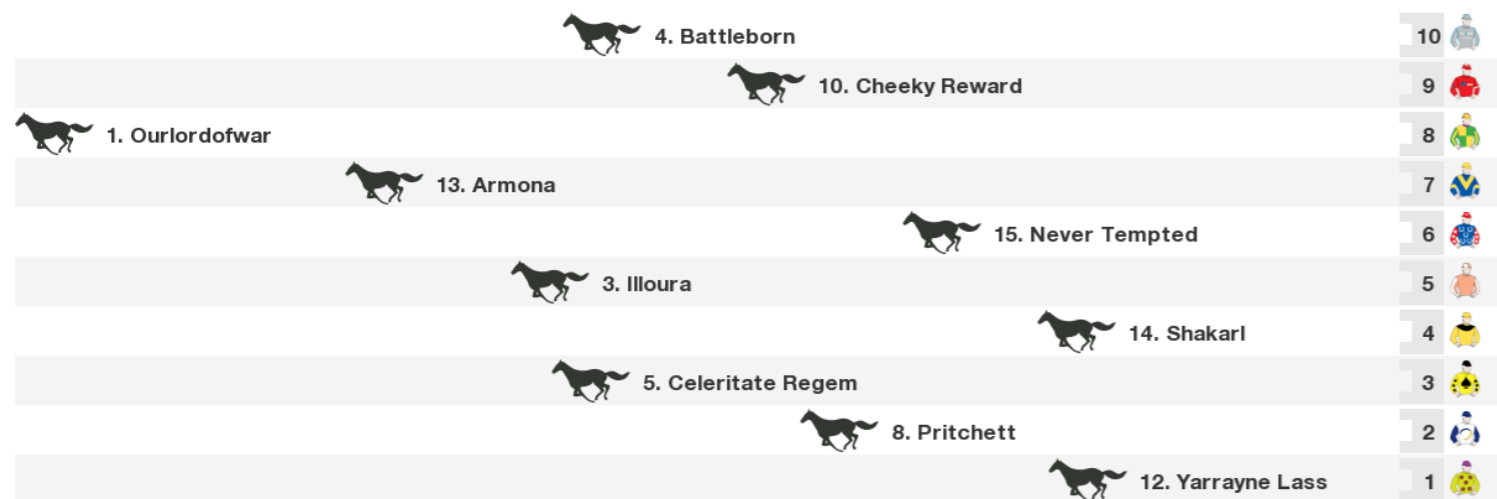 4. Battleborn 10
10. Cheeky Reward 9
1. Ourlordofwar 8
13. Armona 7
15. Never Tempted 6
3. Illoura 5
14. Shakarl 4
5. Celeritate Regem 3
8. Pritchett 2
12. Yarrayne Lass 1